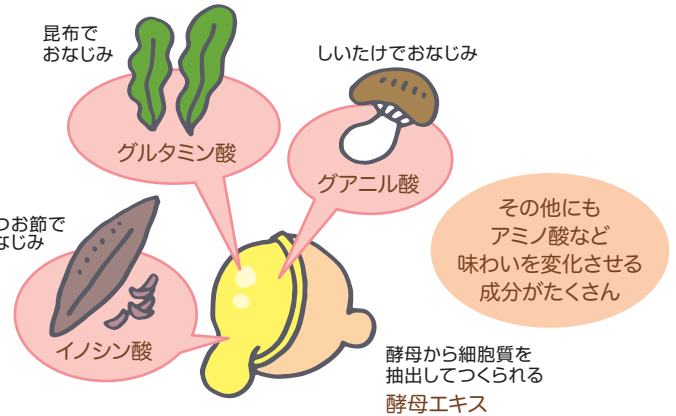 昆布で
おなじみ
グルタミン酸
しいたけでおなじみ
グアニル酸
つお節で
なじみ
イノシン酸
その他にも
アミノ酸など
味わいを変化させる
成分がたくさん
酵母から細胞質を
抽出してつくられる
酵母エキス